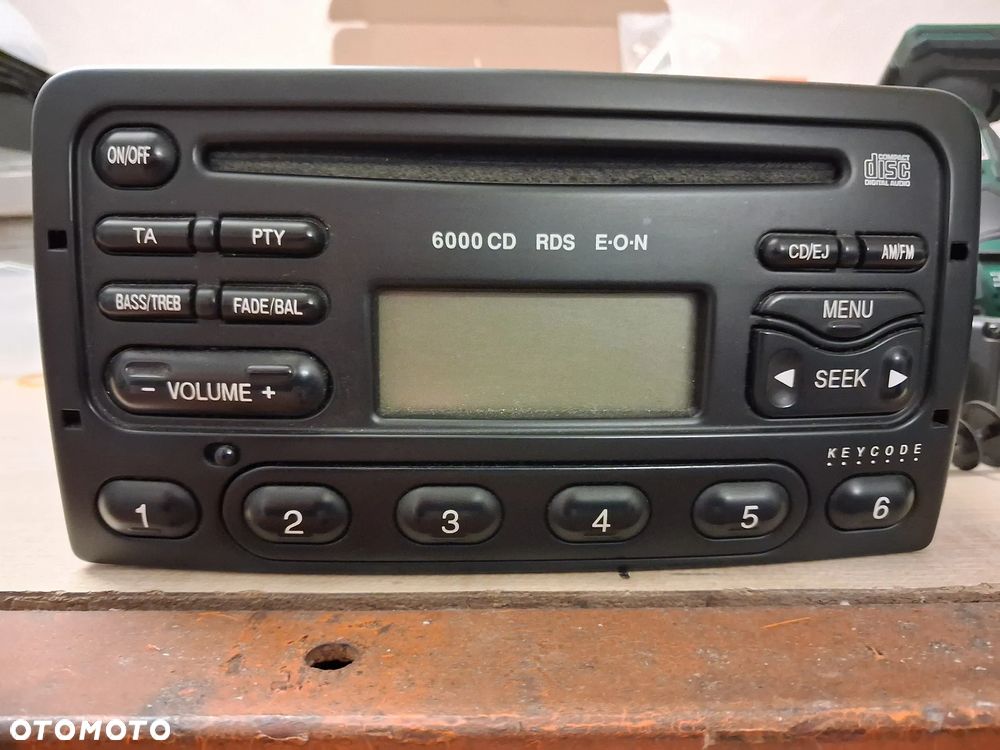 ON/OFF
COMPACT
disc
DIGITAL AUDIO
TA PTY
6000 CD RDS E·O·N
CD/EJ AM/FM
BASS/TREB FADE/BAL
MENU
- VOLUME +
◀ SEEK ▶
KEYCODE
1 2 3 4 5 6
OTOMOTO